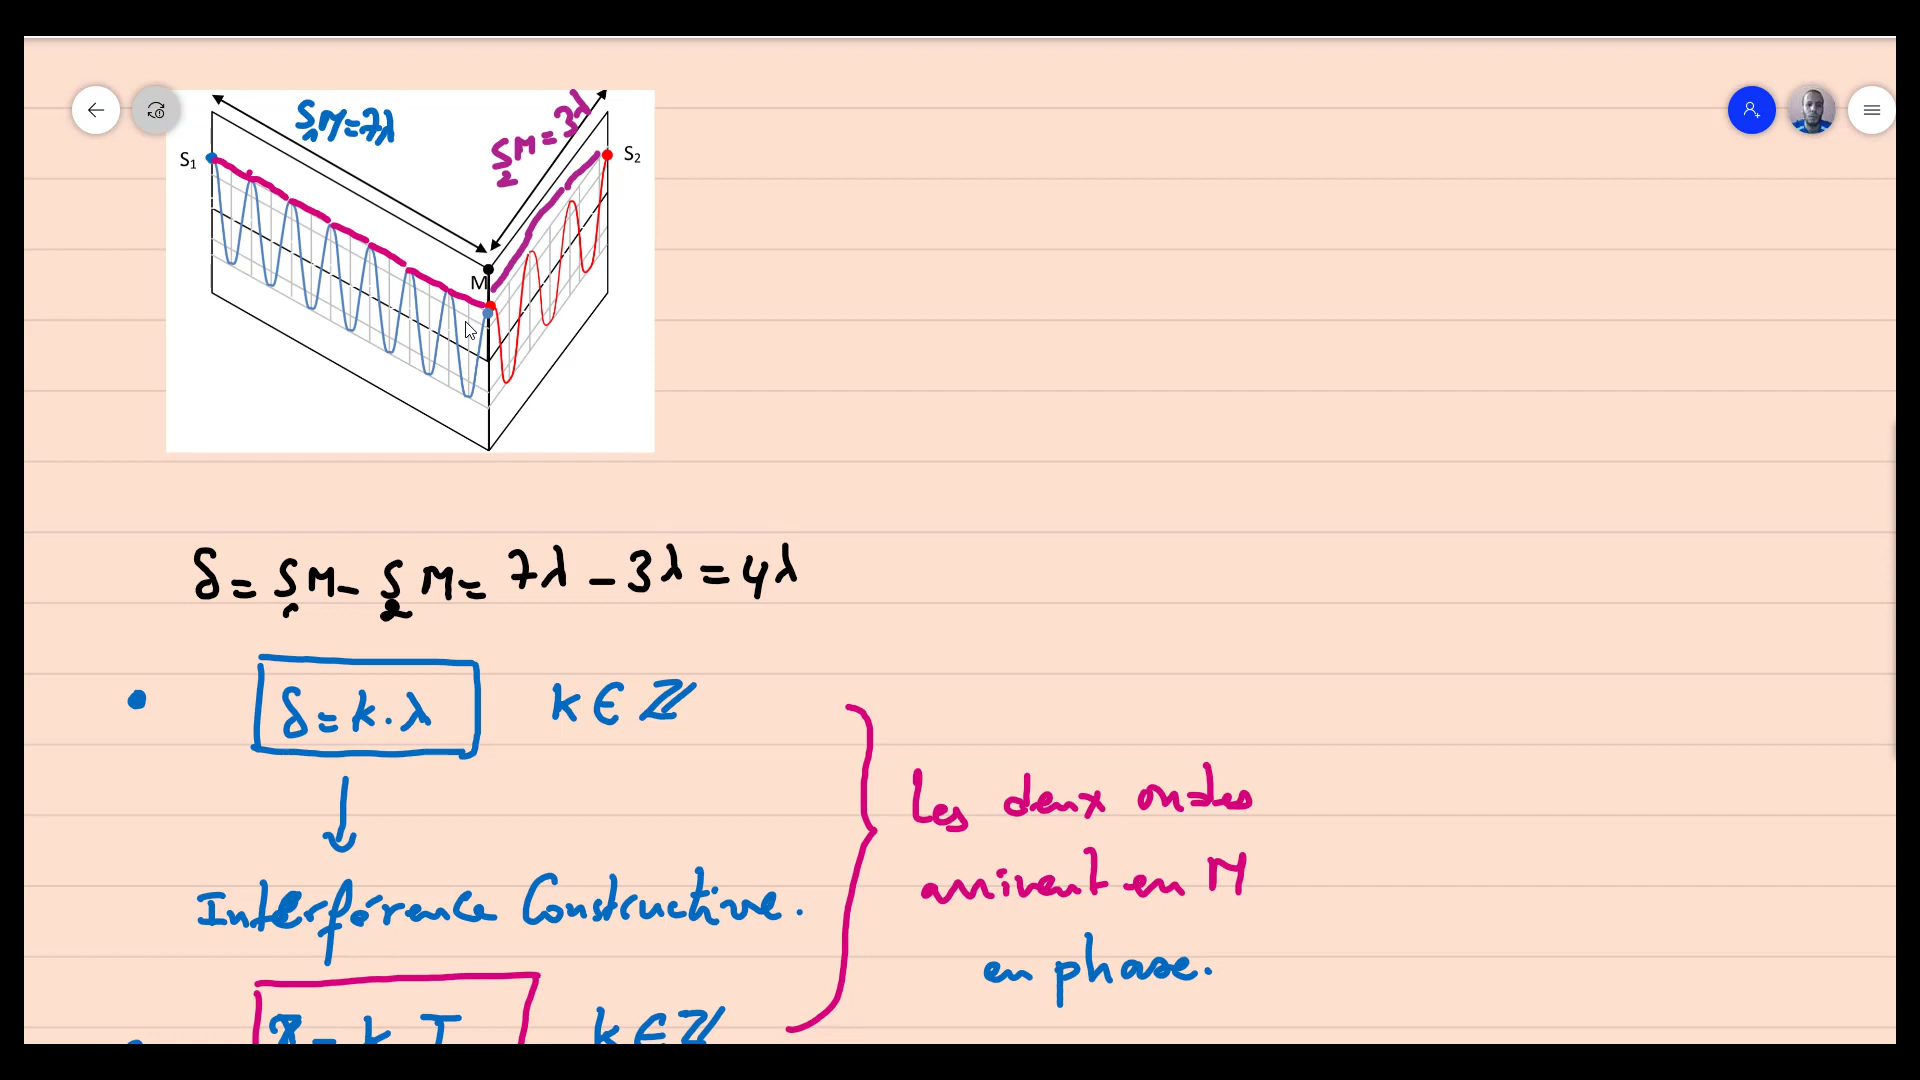 S₁M=7λ
S₂M=3λ
S₁
S₂
M
δ = S₁M - S₂M = 7λ - 3λ = 4λ
• δ = k.λ k ∈ ℤ
↓
Interférence Constructive.
Les deux ondes
arrivent en M
en phase.
k ∈ ℤ